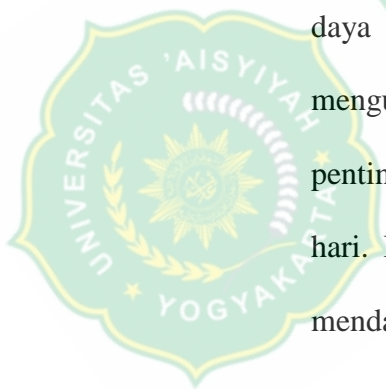 UNIVERSITAS 'AISYIYAH
YOGYAKARTA
daya
mengu
pentin
hari.
menda